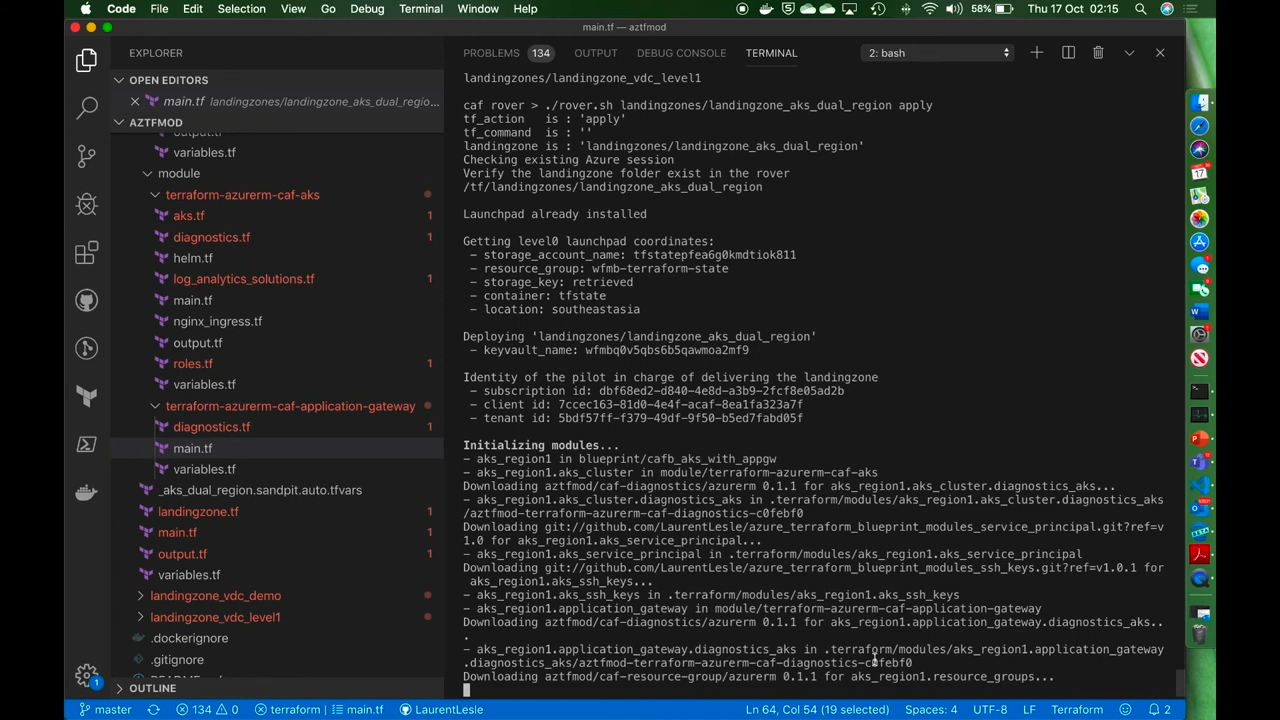 Code File Edit Selection View Go Debug Terminal Window Help
58% Thu 17 Oct 02:15
main.tf — aztfmod
EXPLORER
OPEN EDITORS
main.tf landingzones/landingzone_aks_dual_regio...
AZTFMOD
output.tf
variables.tf
module
terraform-azurerm-caf-aks
aks.tf 1
diagnostics.tf 1
helm.tf
log_analytics_solutions.tf 1
main.tf
nginx_ingress.tf
output.tf
roles.tf 1
variables.tf
terraform-azurerm-caf-application-gateway
diagnostics.tf 1
main.tf
variables.tf
_aks_dual_region.sandpit.auto.tfvars
landingzone.tf 1
main.tf 1
output.tf 1
variables.tf
landingzone_vdc_demo
landingzone_vdc_level1
.dockerignore
.gitignore
OUTLINE
1
PROBLEMS 134 OUTPUT DEBUG CONSOLE TERMINAL 2: bash
landingzones/landingzone_vdc_level1
caf rover > ./rover.sh landingzones/landingzone_aks_dual_region apply
tf_action is : 'apply'
tf_command is : ''
landingzone is : 'landingzones/landingzone_aks_dual_region'
Checking existing Azure session
Verify the landingzone folder exist in the rover
/tf/landingzones/landingzone_aks_dual_region
Launchpad already installed
Getting level0 launchpad coordinates:
- storage_account_name: tfstatepfea6g0kmdtiok811
- resource_group: wfmb-terraform-state
- storage_key: retrieved
- container: tfstate
- location: southeastasia
Deploying 'landingzones/landingzone_aks_dual_region'
- keyvault_name: wfmbq0v5qbs6b5qawmoa2mf9
Identity of the pilot in charge of delivering the landingzone
- subscription id: dbf68ed2-d840-4e8d-a3b9-2fcf8e05ad2b
- client id: 7ccec163-81d0-4e4f-acaf-8ea1fa323a7f
- tenant id: 5bdf57ff-f379-49df-9f50-b5ed7fabd05f
Initializing modules...
- aks_region1 in blueprint/cafb_aks_with_appgw
- aks_region1.aks_cluster in module/terraform-azurerm-caf-aks
Downloading aztfmod/caf-diagnostics/azurerm 0.1.1 for aks_region1.aks_cluster.diagnostics_aks...
- aks_region1.aks_cluster.diagnostics_aks in .terraform/modules/aks_region1.aks_cluster.diagnostics_aks
/aztfmod-terraform-azurerm-caf-diagnostics-c0febf0
Downloading git://github.com/LaurentLesle/azure_terraform_blueprint_modules_service_principal.git?ref=v
1.0 for aks_region1.aks_service_principal...
- aks_region1.aks_service_principal in .terraform/modules/aks_region1.aks_service_principal
Downloading git://github.com/LaurentLesle/azure_terraform_blueprint_modules_ssh_keys.git?ref=v1.0.1 for
aks_region1.aks_ssh_keys...
- aks_region1.aks_ssh_keys in .terraform/modules/aks_region1.aks_ssh_keys
- aks_region1.application_gateway in module/terraform-azurerm-caf-application-gateway
Downloading aztfmod/caf-diagnostics/azurerm 0.1.1 for aks_region1.application_gateway.diagnostics_aks..
.
- aks_region1.application_gateway.diagnostics_aks in .terraform/modules/aks_region1.application_gateway
.diagnostics_aks/aztfmod-terraform-azurerm-caf-diagnostics-c0febf0
Downloading aztfmod/caf-resource-group/azurerm 0.1.1 for aks_region1.resource_groups...
master 134 0 terraform main.tf LaurentLesle Ln 64, Col 54 (19 selected) Spaces: 4 UTF-8 LF Terraform 2